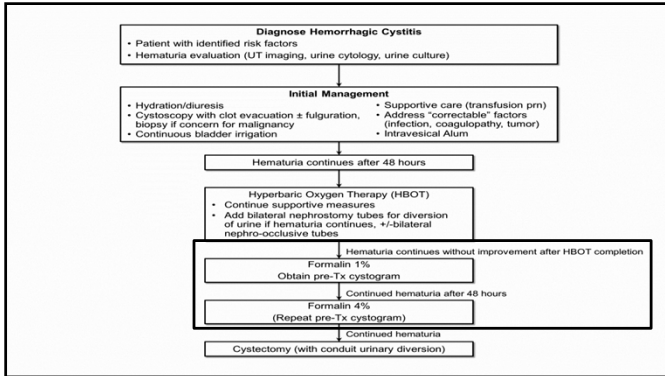 Diagnose Hemorrhagic Cystitis
• Patient with identified risk factors
• Hematuria evaluation (UT imaging, urine cytology, urine culture)
Initial Management
• Hydration/diuresis
• Cystoscopy with clot evacuation ± fulguration,
biopsy if concern for malignancy
• Continuous bladder irrigation
• Supportive care (transfusion prn)
• Address “correctable” factors
(infection, coagulopathy, tumor)
• Intravesical Alum
Hematuria continues after 48 hours
Hyperbaric Oxygen Therapy (HBOT)
• Continue supportive measures
• Add bilateral nephrostomy tubes for diversion
of urine if hematuria continues, +/-bilateral
nephro-occlusive tubes
Hematuria continues without improvement after HBOT completion
Formalin 1%
Obtain pre-Tx cystogram
Continued hematuria after 48 hours
Formalin 4%
(Repeat pre-Tx cystogram)
Continued hematuria
Cystectomy (with conduit urinary diversion)